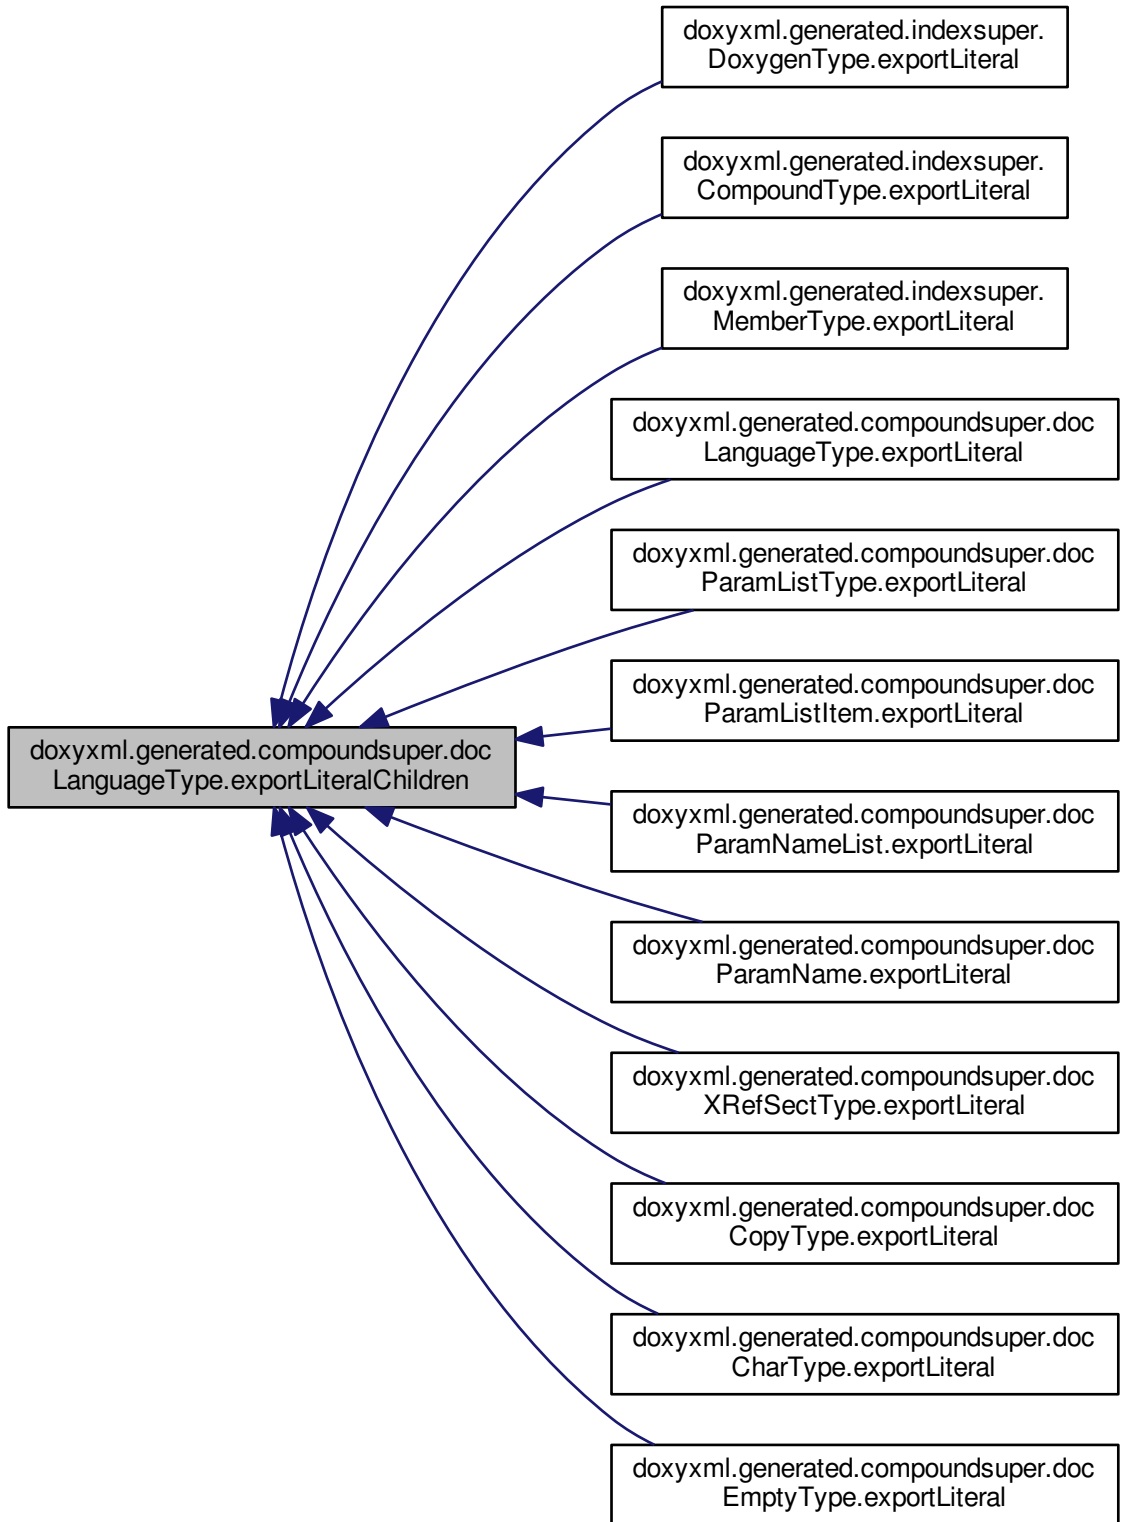 doxyxml.generated.indexsuper.
DoxygenType.exportLiteral
doxyxml.generated.indexsuper.
CompoundType.exportLiteral
doxyxml.generated.indexsuper.
MemberType.exportLiteral
doxyxml.generated.compoundsuper.doc
LanguageType.exportLiteral
doxyxml.generated.compoundsuper.doc
ParamListType.exportLiteral
doxyxml.generated.compoundsuper.doc
ParamListItem.exportLiteral
doxyxml.generated.compoundsuper.doc
LanguageType.exportLiteralChildren
doxyxml.generated.compoundsuper.doc
ParamNameList.exportLiteral
doxyxml.generated.compoundsuper.doc
ParamName.exportLiteral
doxyxml.generated.compoundsuper.doc
XRefSectType.exportLiteral
doxyxml.generated.compoundsuper.doc
CopyType.exportLiteral
doxyxml.generated.compoundsuper.doc
CharType.exportLiteral
doxyxml.generated.compoundsuper.doc
EmptyType.exportLiteral